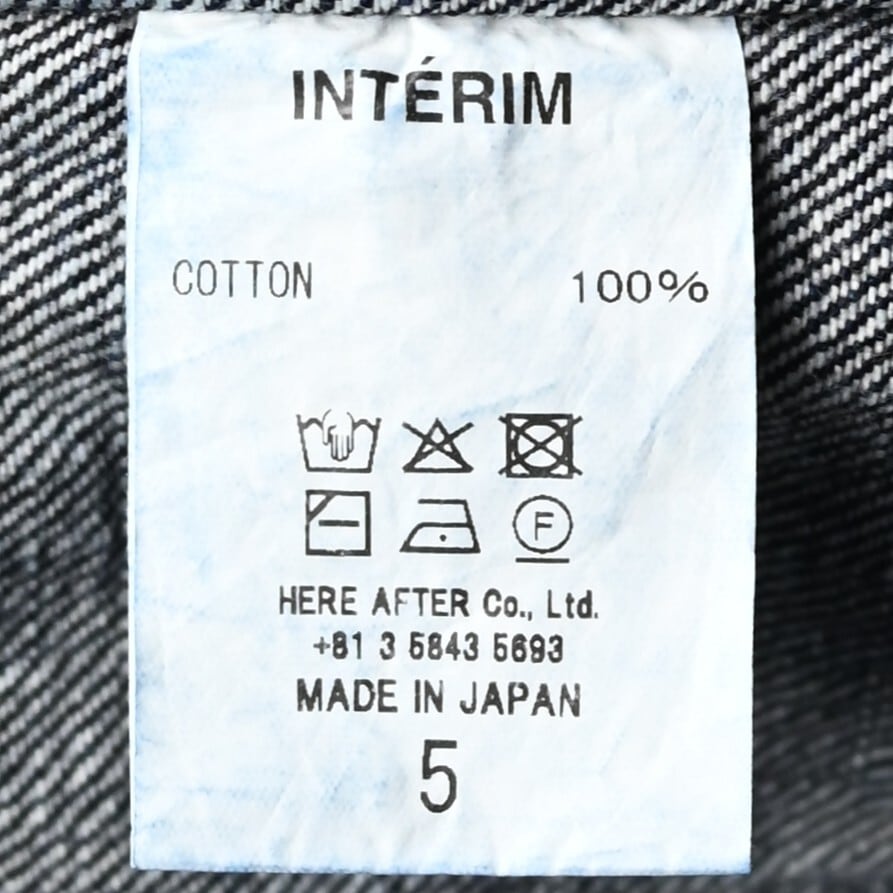 INTÉRIM
COTTON 100%
F
HERE AFTER Co., Ltd.
+81 3 5843 5693
MADE IN JAPAN
5